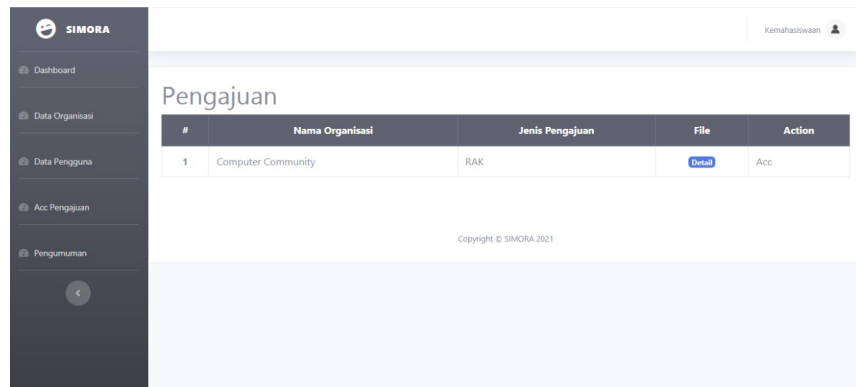 SIMORA
Kemahasiswaan
Dashboard
Data Organisasi
Data Pengguna
Acc Pengajuan
Pengumuman
Pengajuan
# Nama Organisasi Jenis Pengajuan File Action
1 Computer Community RAK Detail Acc
Copyright © SIMORA 2021